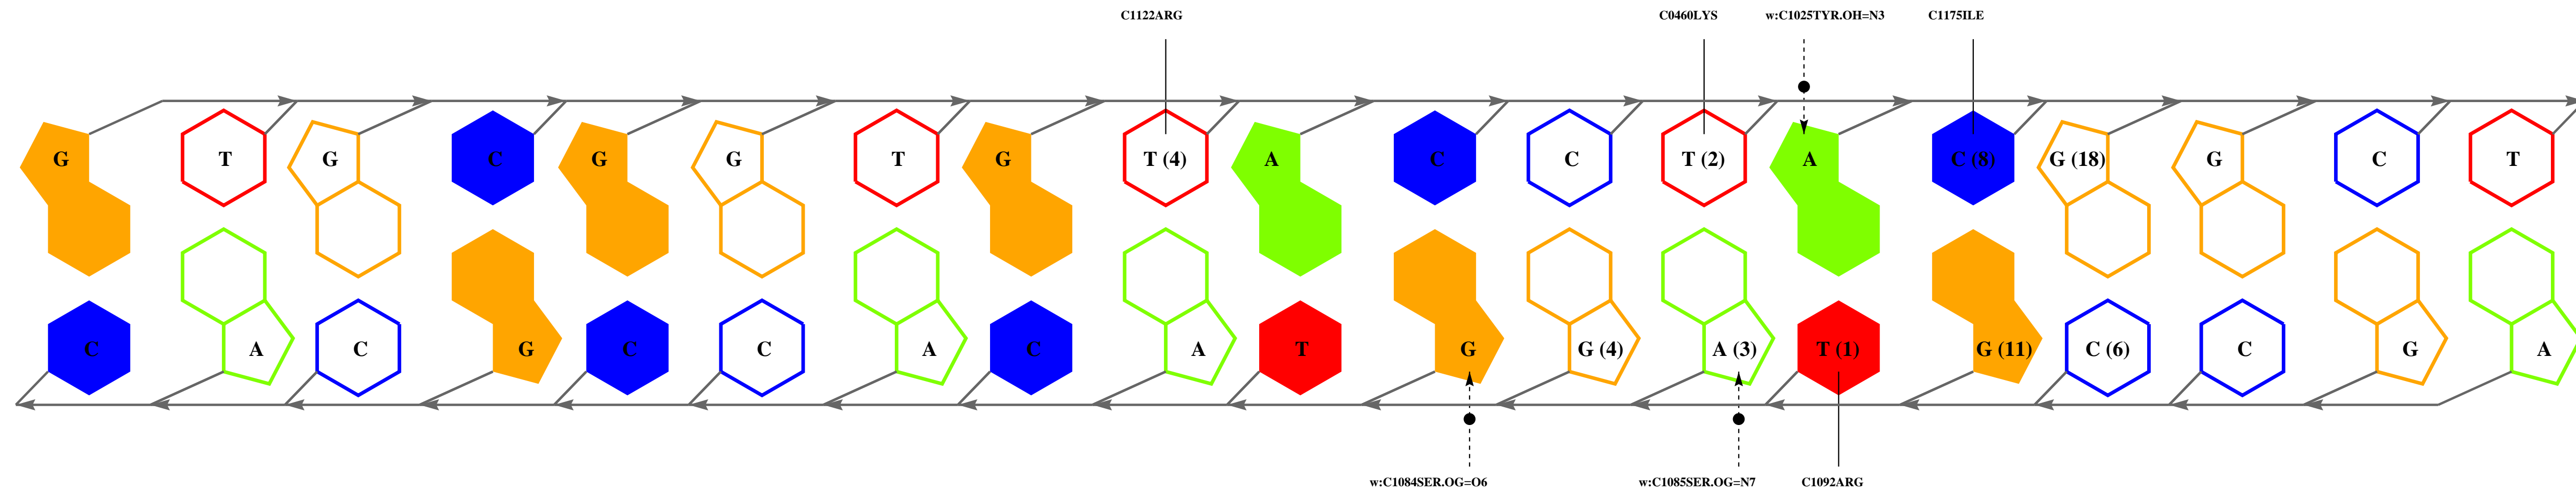 C1122ARG C0460LYS w:C1025TYR.OH=N3 C1175ILE
G T G C G G T G T (4) A C C T (2) A C (8) G (18) G C T
C A C G C C A C A T G G (4) A (3) T (1) G (11) C (6) C G A
w:C1084SER.OG=O6 w:C1085SER.OG=N7 C1092ARG